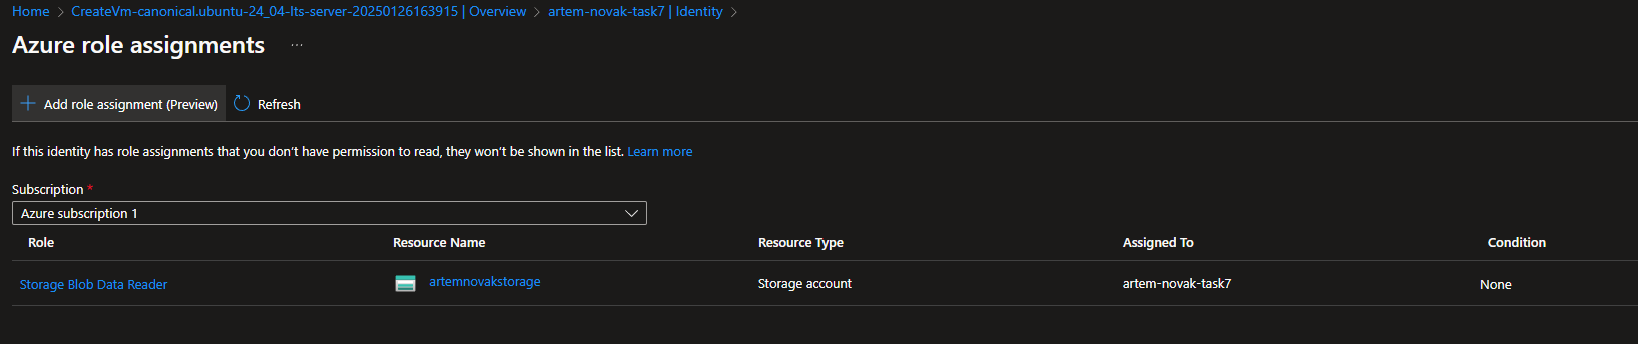 Home > CreateVm-canonical.ubuntu-24_04-lts-server-20250126163915 | Overview > artem-novak-task7 | Identity >
Azure role assignments ...
+ Add role assignment (Preview) Refresh
If this identity has role assignments that you don't have permission to read, they won't be shown in the list. Learn more
Subscription *
Azure subscription 1
Role Resource Name Resource Type Assigned To Condition
Storage Blob Data Reader artemnovakstorage Storage account artem-novak-task7 None